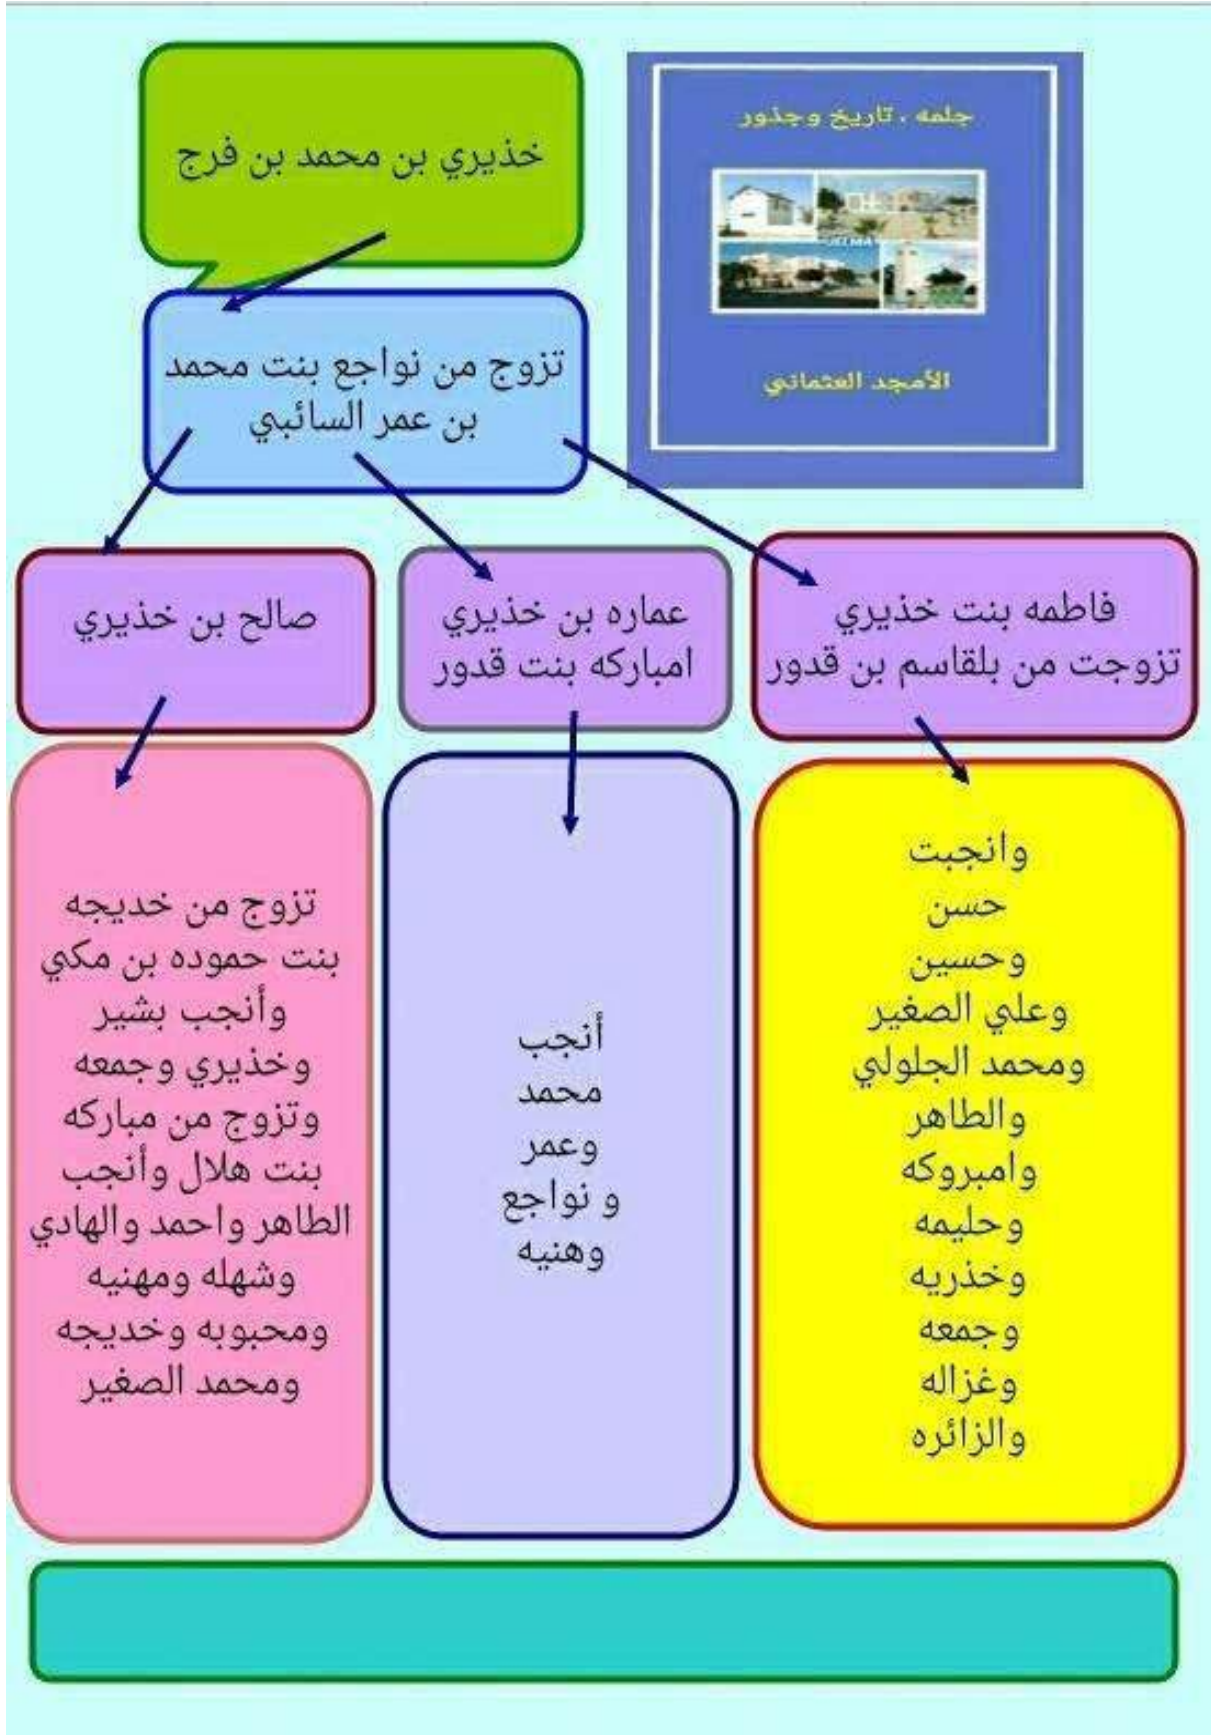 جلمه ، تاريخ وجذور
JELMA
الأمجد العثماني
خذيري بن محمد بن فرج
تزوج من نواجع بنت محمد
بن عمر السائبي
فاطمه بنت خذيري
تزوجت من بلقاسم بن قدور
وانجبت
حسن
وحسين
وعلي الصغير
ومحمد الجلولي
والطاهر
وامبروكه
وحليمه
وخذريه
وجمعه
وغزاله
والزائره
عماره بن خذيري
امباركه بنت قدور
أنجب
محمد
وعمر
و نواجع
وهنيه
صالح بن خذيري
تزوج من خديجه
بنت حموده بن مكي
وأنجب بشير
وخذيري وجمعه
وتزوج من مباركه
بنت هلال وأنجب
الطاهر واحمد والهادي
وشهله ومهنيه
ومحبوبه وخديجه
ومحمد الصغير